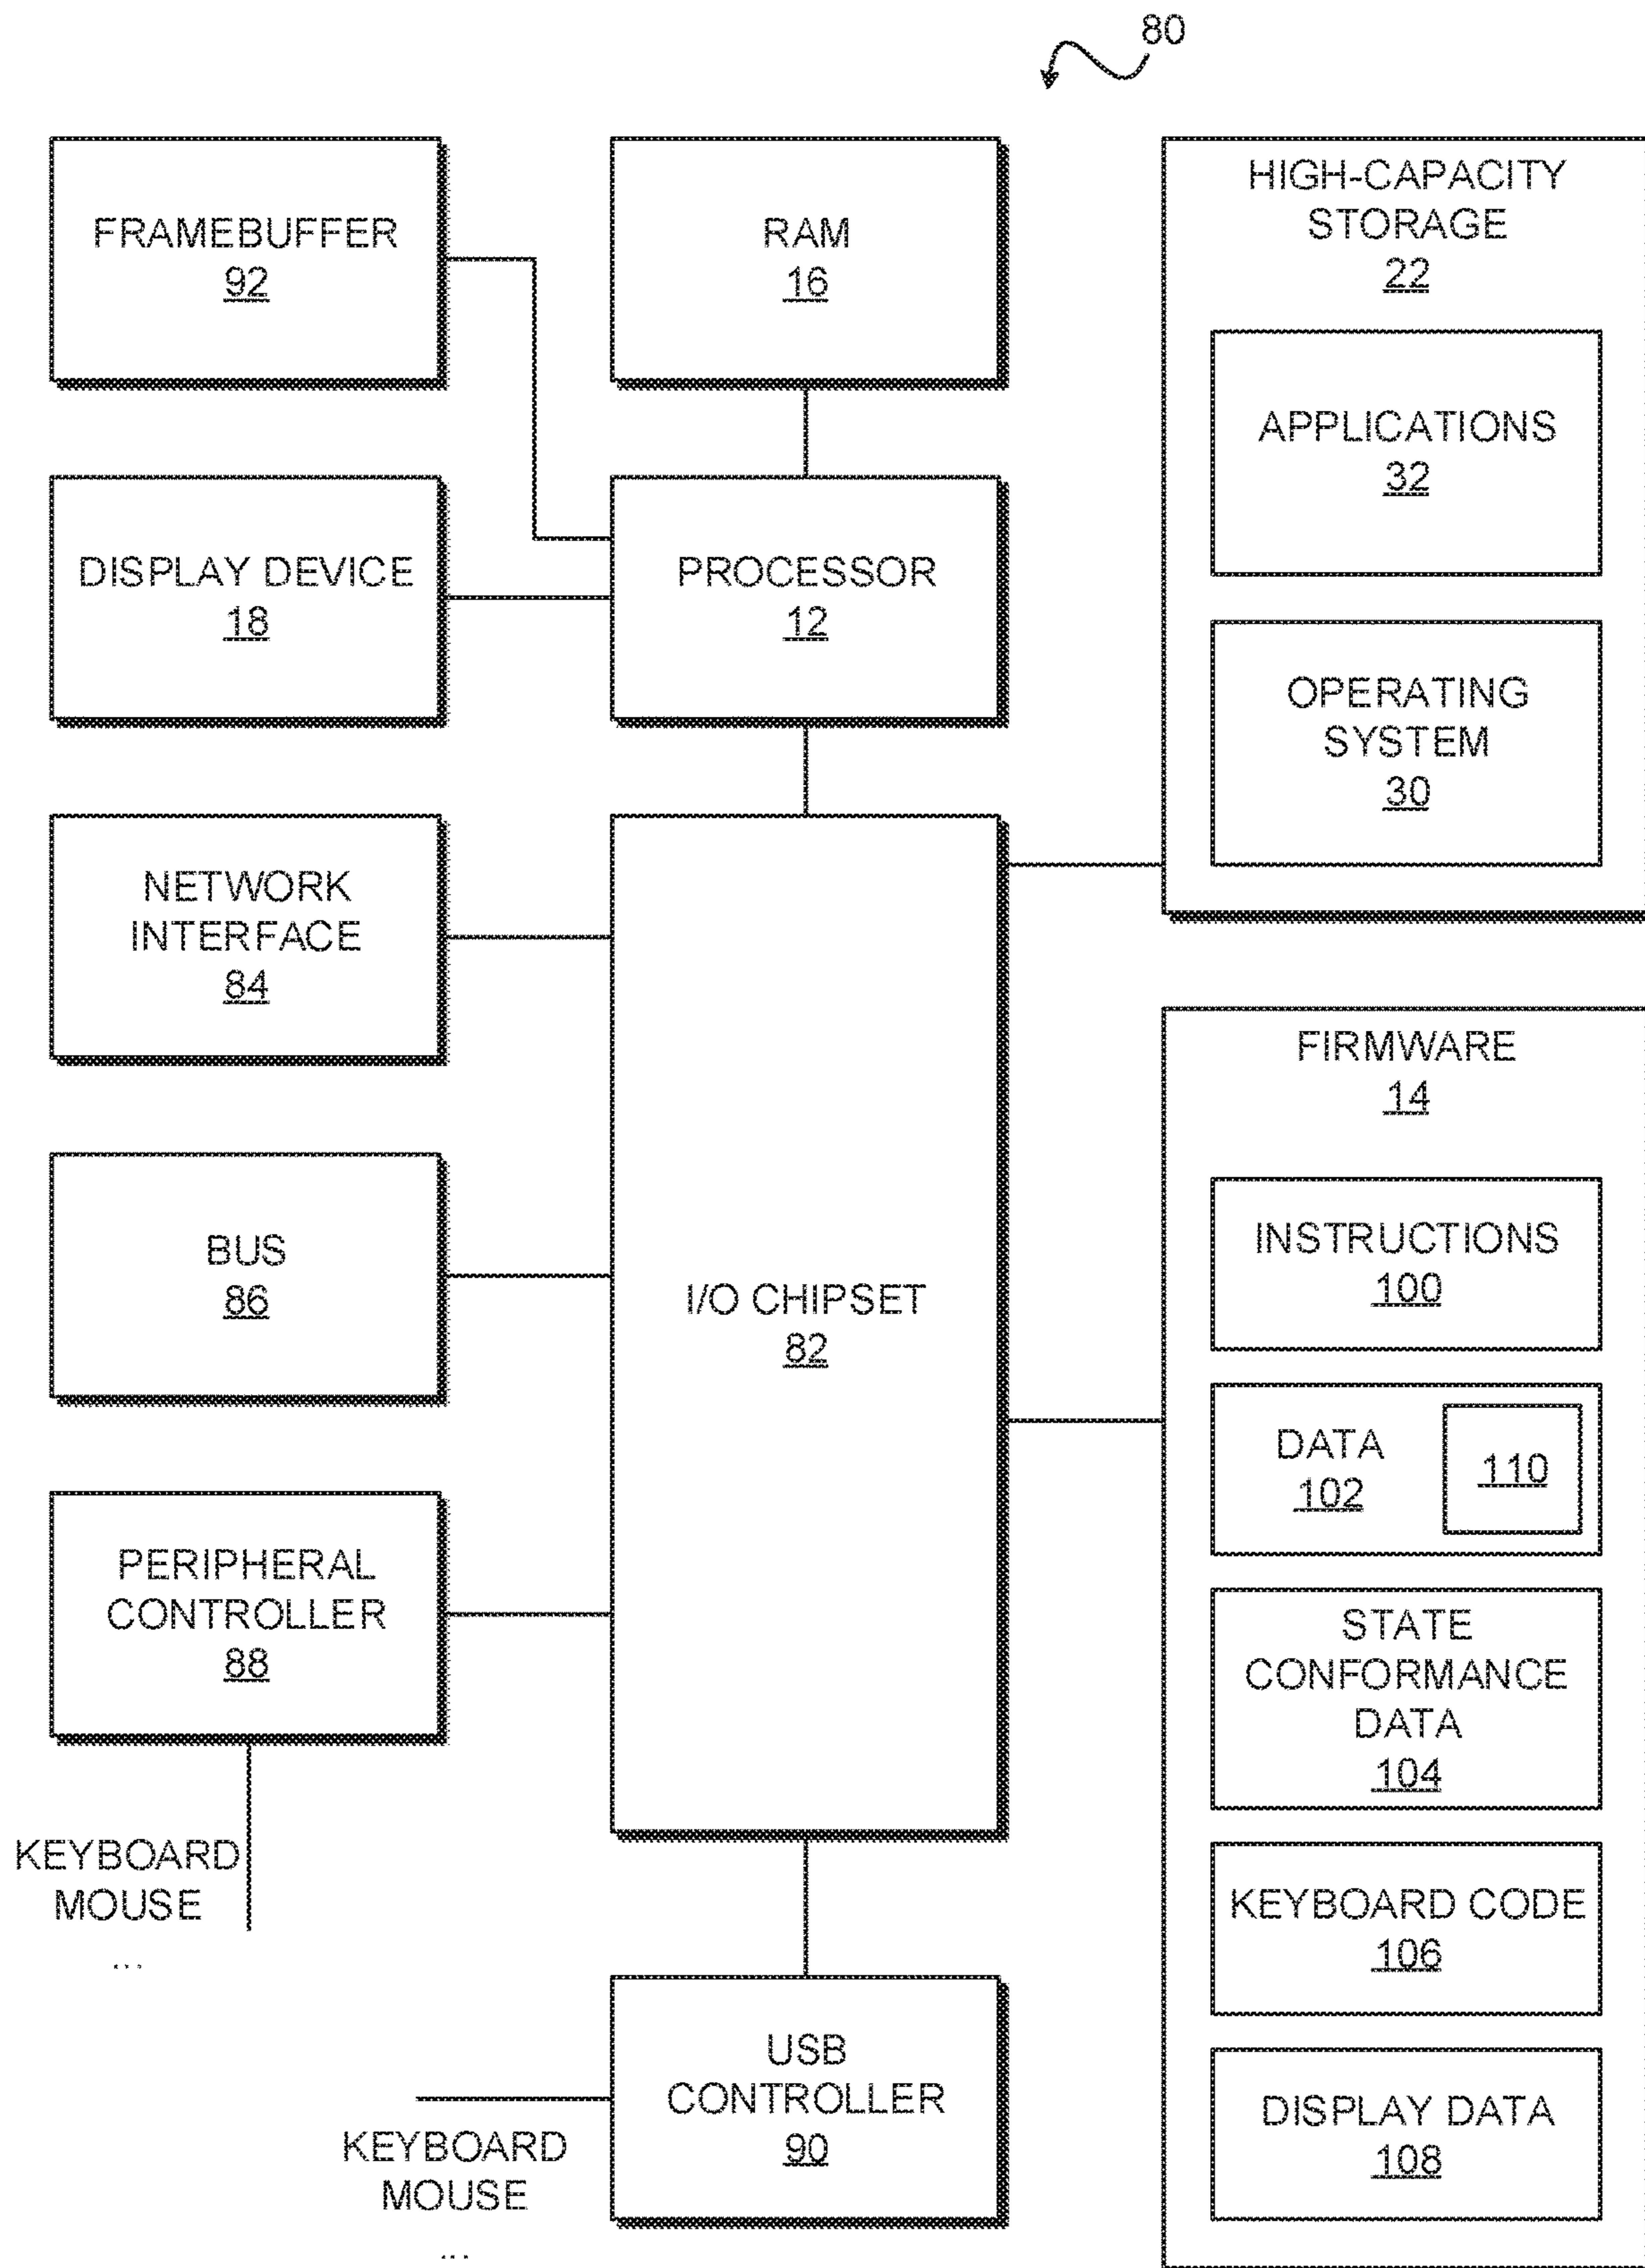 80
FRAMEBUFFER
92
RAM
16
HIGH-CAPACITY
STORAGE
22
APPLICATIONS
32
OPERATING
SYSTEM
30
DISPLAY DEVICE
18
PROCESSOR
12
NETWORK
INTERFACE
84
BUS
86
I/O CHIPSET
82
PERIPHERAL
CONTROLLER
88
KEYBOARD
MOUSE
...
USB
CONTROLLER
90
KEYBOARD
MOUSE
...
FIRMWARE
14
INSTRUCTIONS
100
DATA
102
110
STATE
CONFORMANCE
DATA
104
KEYBOARD CODE
106
DISPLAY DATA
108